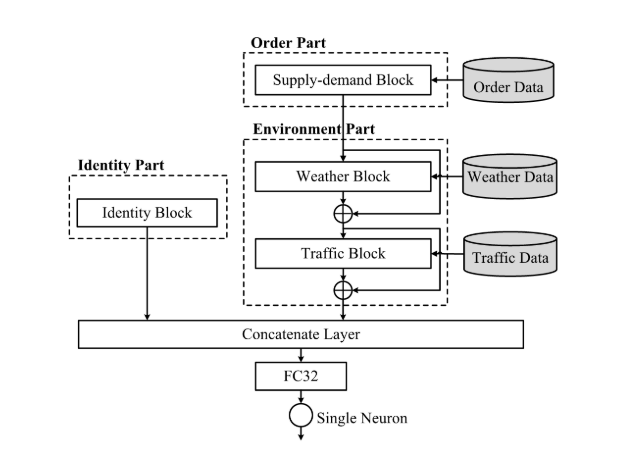 Order Part
Supply-demand Block
Order Data
Environment Part
Weather Block
Weather Data
Identity Part
Identity Block
Traffic Block
Traffic Data
Concatenate Layer
FC32
Single Neuron